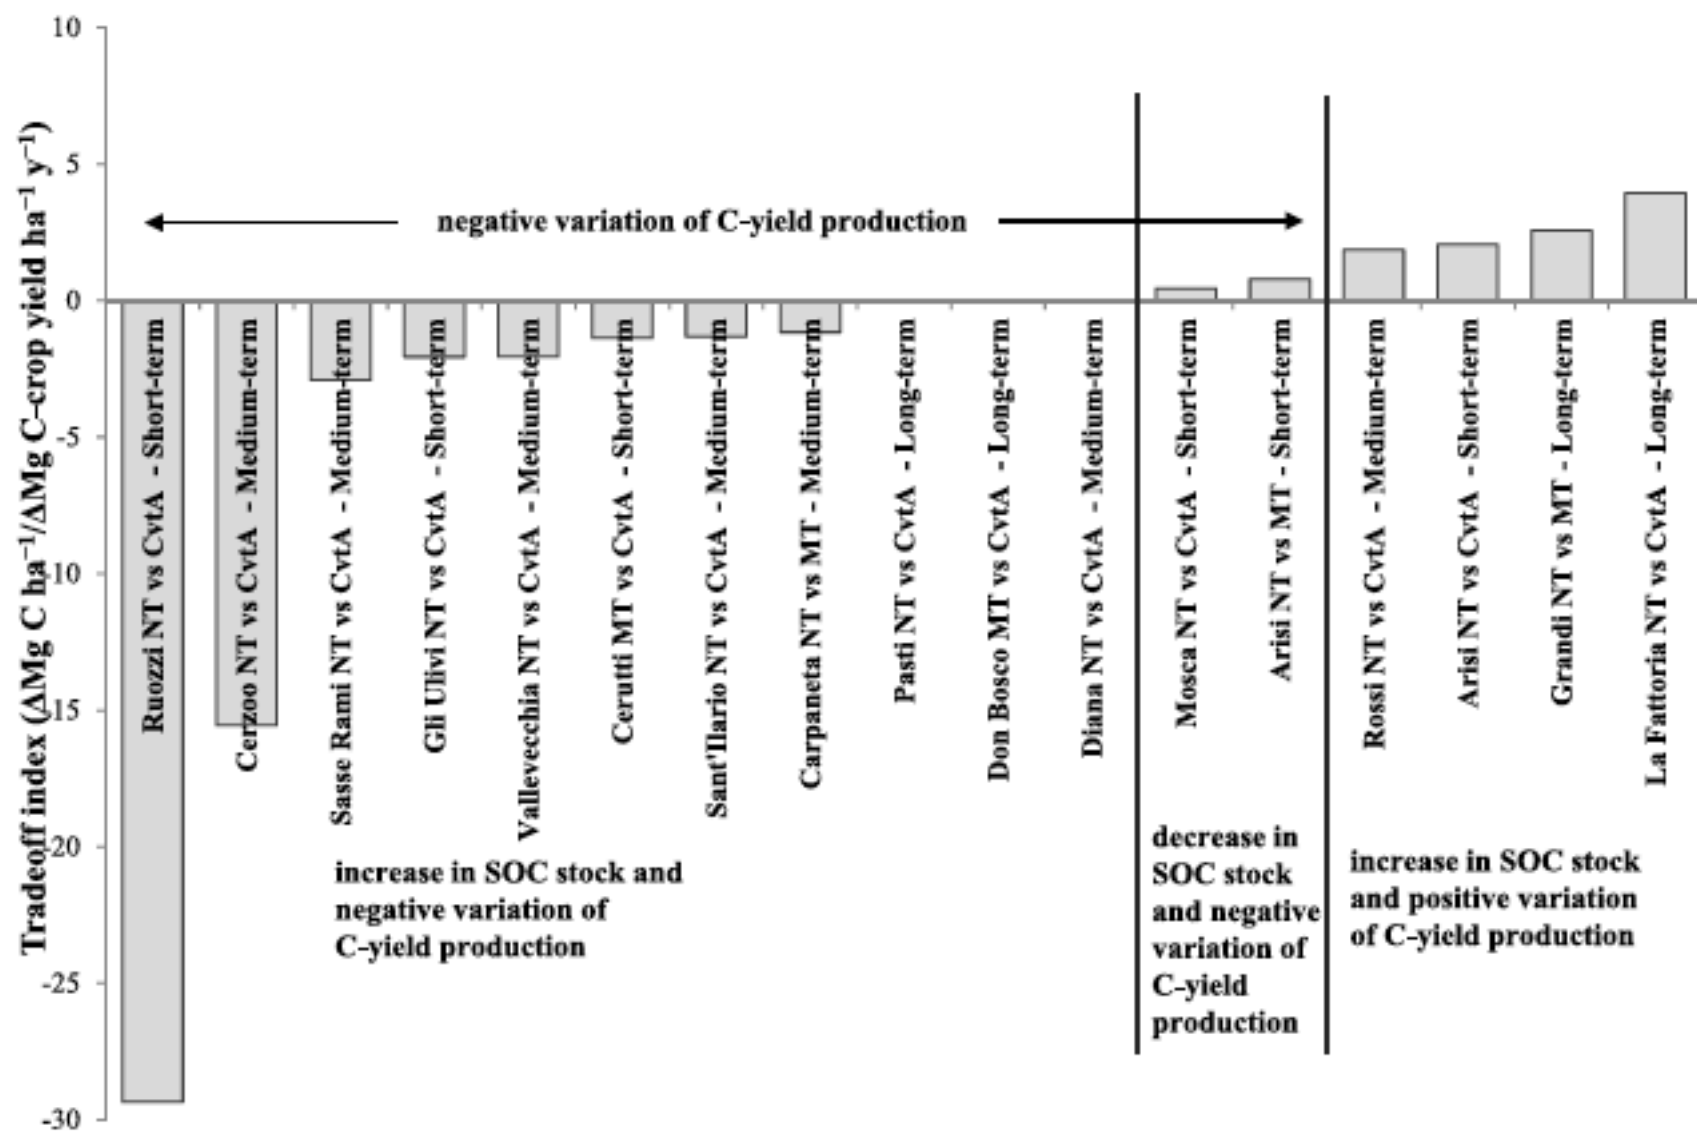 10
5
0
-5
-10
-15
-20
-25
-30
Tradeoff index (ΔMg C ha⁻¹/ΔMg C-crop yield ha⁻¹ y⁻¹)
negative variation of C-yield production
Ruozzi NT vs CvtA - Short-term
Cerzoo NT vs CvtA - Medium-term
Sasse Rami NT vs CvtA - Medium-term
Gli Ulivi NT vs CvtA - Short-term
Vallevecchia NT vs CvtA - Medium-term
Ceruti MT vs CvtA - Short-term
Sant'Ilario NT vs CvtA - Medium-term
Carpaneta NT vs MT - Medium-term
Pasti NT vs CvtA - Long-term
Don Bosco MT vs CvtA - Long-term
Diana NT vs CvtA - Medium-term
Mosca NT vs CvtA - Short-term
Arisi NT vs MT - Short-term
Rossi NT vs CvtA - Medium-term
Arisi NT vs CvtA - Short-term
Grandi NT vs MT - Long-term
La Fattoria NT vs CvtA - Long-term
increase in SOC stock and
negative variation of
C-yield production
decrease in
SOC stock
and negative
variation of
C-yield
production
increase in SOC stock
and positive variation
of C-yield production